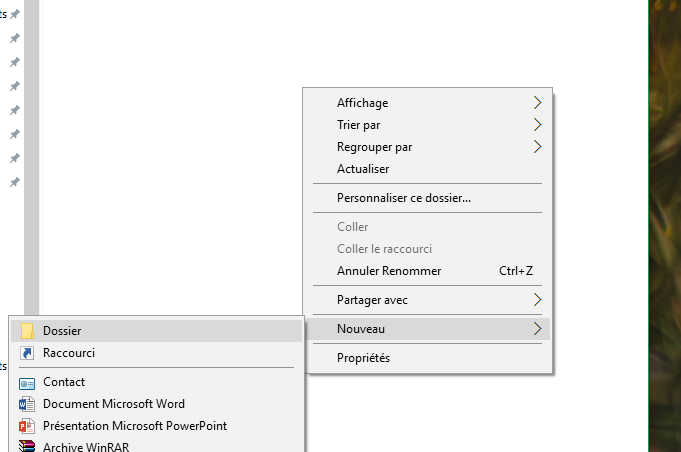 ts
Affichage
Trier par
Regrouper par
Actualiser
Personnaliser ce dossier...
Coller
Coller le raccourci
Annuler Renommer Ctrl+Z
Partager avec
Nouveau
Propriétés
Dossier
Raccourci
ts
Contact
Document Microsoft Word
Présentation Microsoft PowerPoint
Archive WinRAR